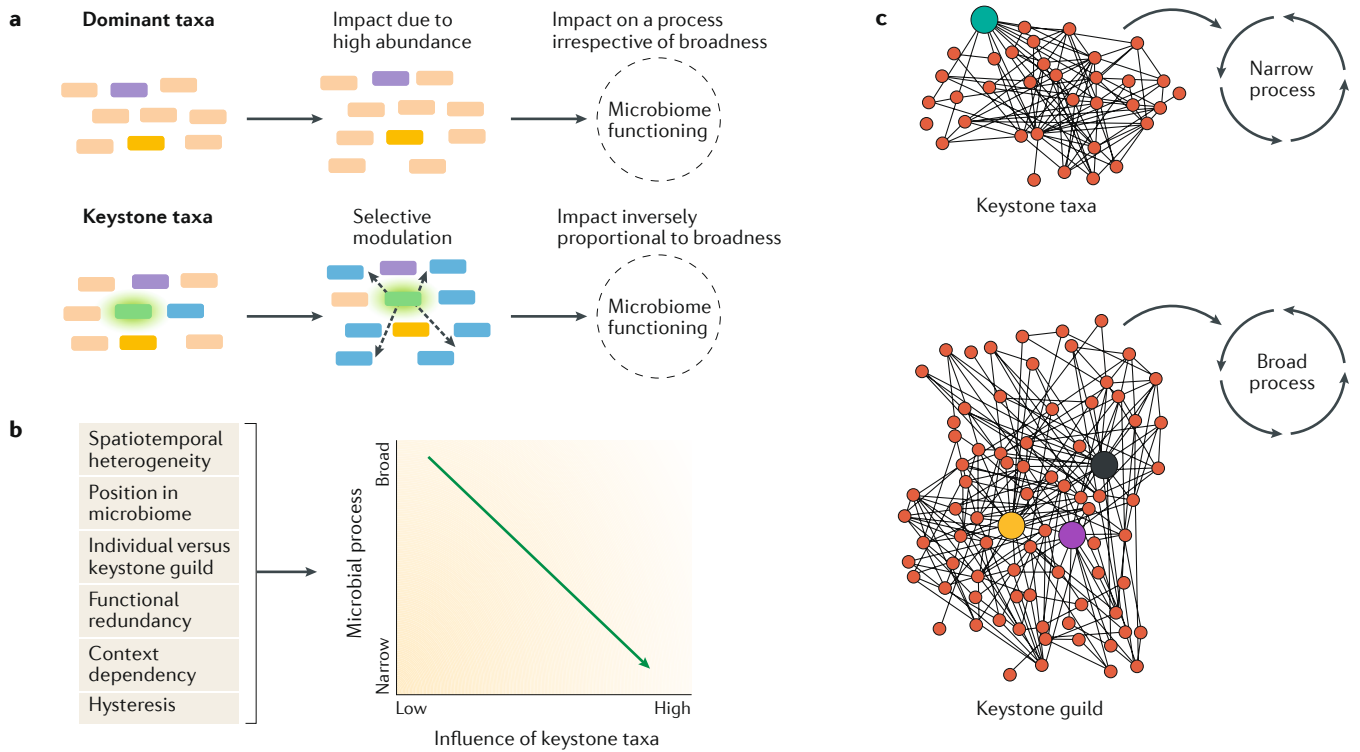 a
Dominant taxa
Impact due to
high abundance
Impact on a process
irrespective of broadness
Microbiome
functioning
Keystone taxa
Selective
modulation
Impact inversely
proportional to broadness
Microbiome
functioning
b
Spatiotemporal
heterogeneity
Position in
microbiome
Individual versus
keystone guild
Functional
redundancy
Context
dependency
Hysteresis
Microbial process
Broad
Narrow
Low
High
Influence of keystone taxa
c
Narrow
process
Keystone taxa
Broad
process
Keystone guild